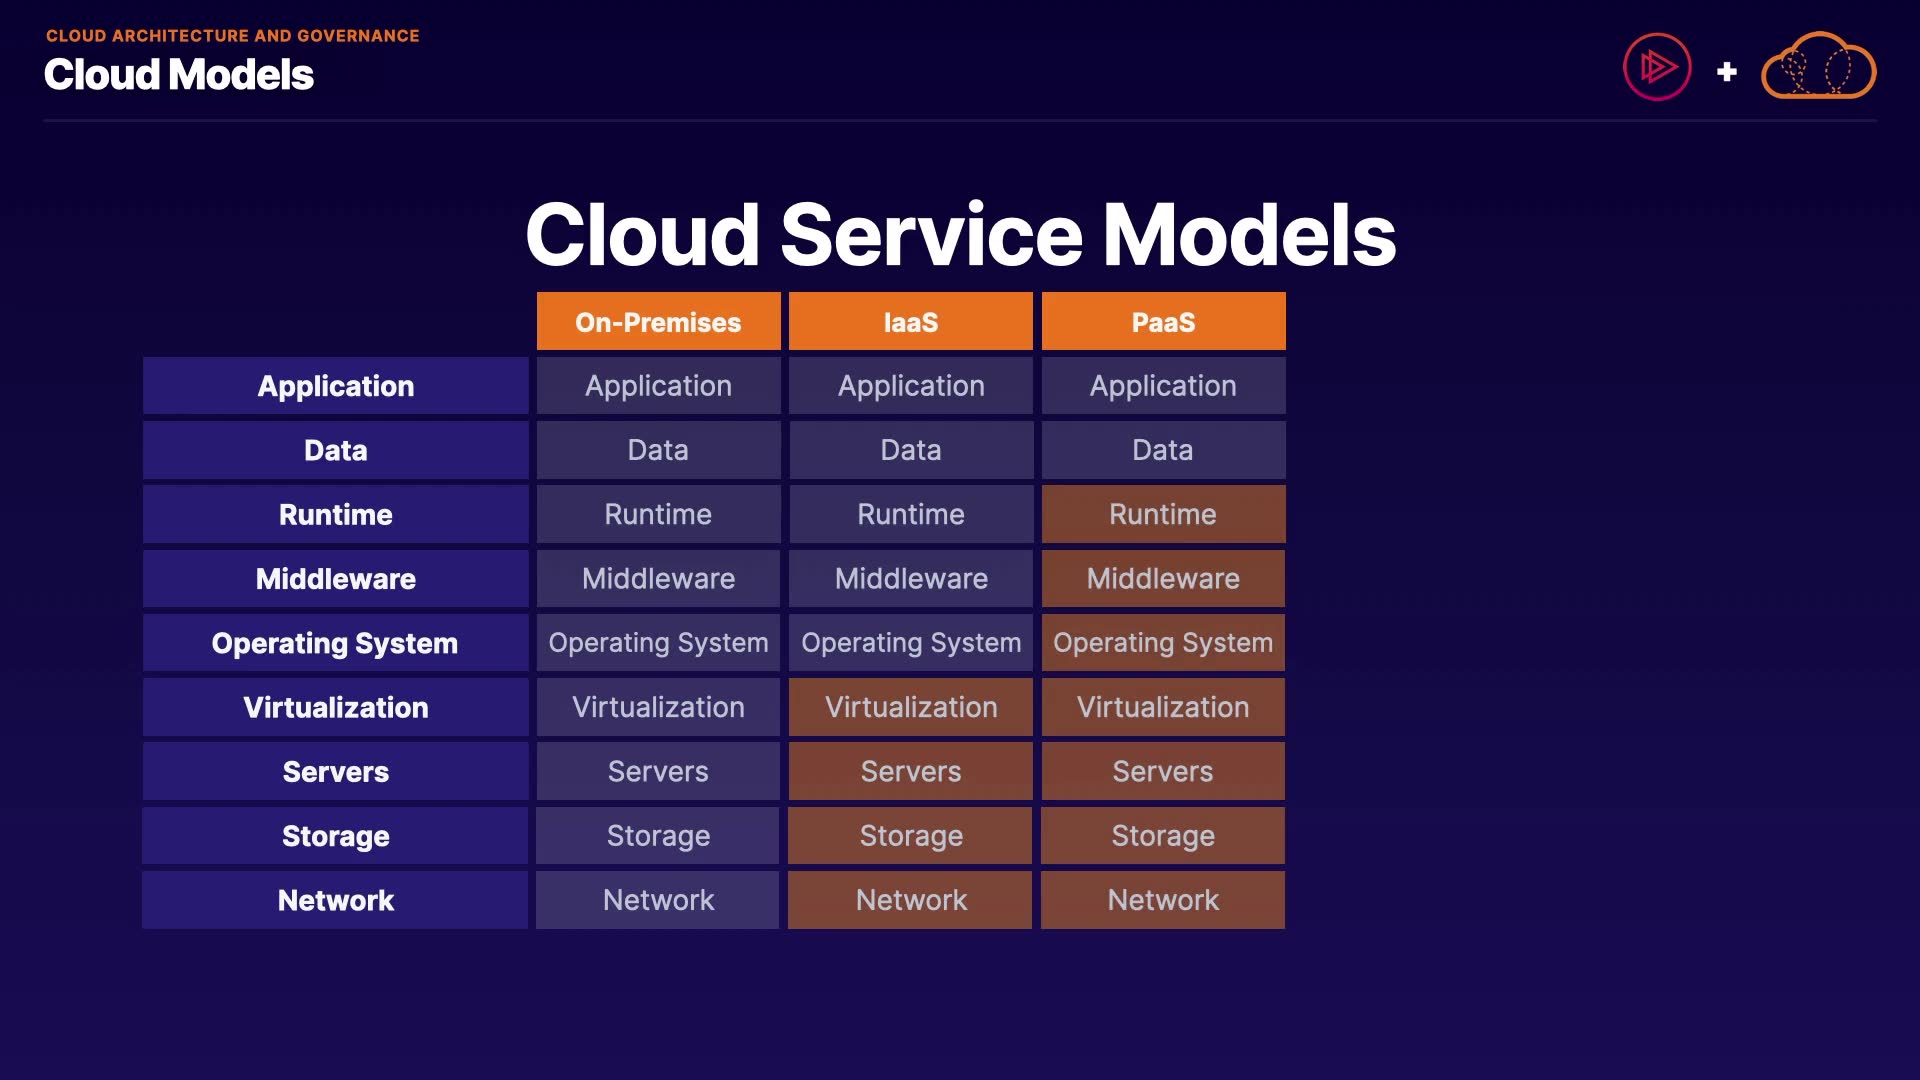 CLOUD ARCHITECTURE AND GOVERNANCE
Cloud Models
Cloud Service Models
On-Premises IaaS PaaS
Application Application Application Application
Data Data Data Data
Runtime Runtime Runtime Runtime
Middleware Middleware Middleware Middleware
Operating System Operating System Operating System Operating System
Virtualization Virtualization Virtualization Virtualization
Servers Servers Servers Servers
Storage Storage Storage Storage
Network Network Network Network